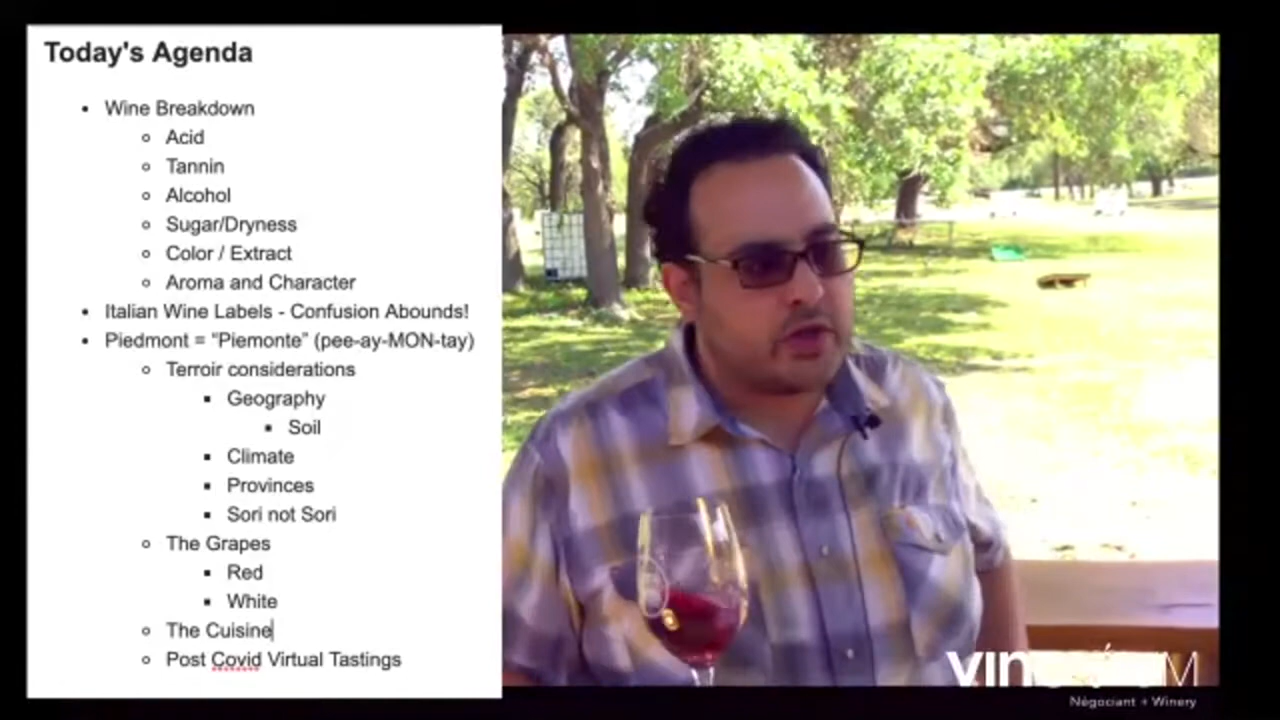 Today's Agenda
Wine Breakdown
Acid
Tannin
Alcohol
Sugar/Dryness
Color / Extract
Aroma and Character
Italian Wine Labels - Confusion Abounds!
Piedmont = “Piemonte” (pee-ay-MON-tay)
Terroir considerations
Geography
Soil
Climate
Provinces
Sori not Sori
The Grapes
Red
White
The Cuisine
Post Covid Virtual Tastings
Négociant + Winery